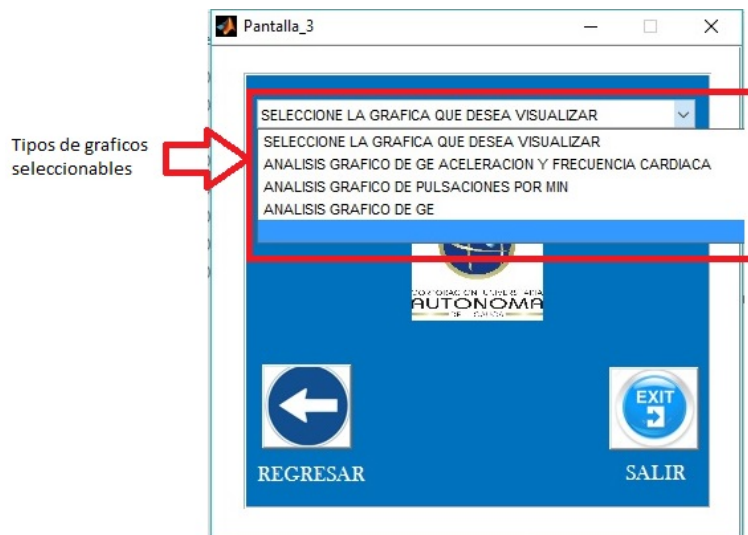 Pantalla_3
Tipos de graficos
seleccionables
SELECCIONE LA GRAFICA QUE DESEA VISUALIZAR
SELECCIONE LA GRAFICA QUE DESEA VISUALIZAR
ANALISIS GRAFICO DE GE ACELERACION Y FRECUENCIA CARDIACA
ANALISIS GRAFICO DE PULSACIONES POR MIN
ANALISIS GRAFICO DE GE
AUTONOMA
EXIT
REGRESAR
SALIR